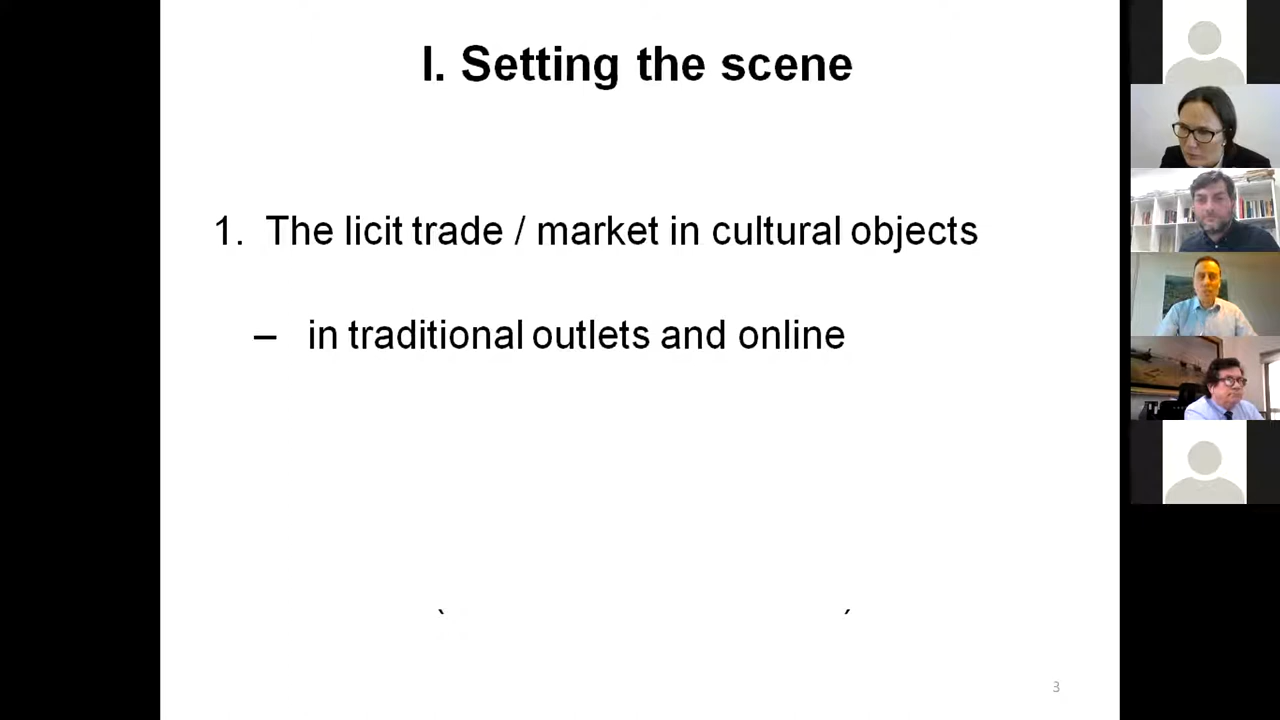 I. Setting the scene
1. The licit trade / market in cultural objects
– in traditional outlets and online
3